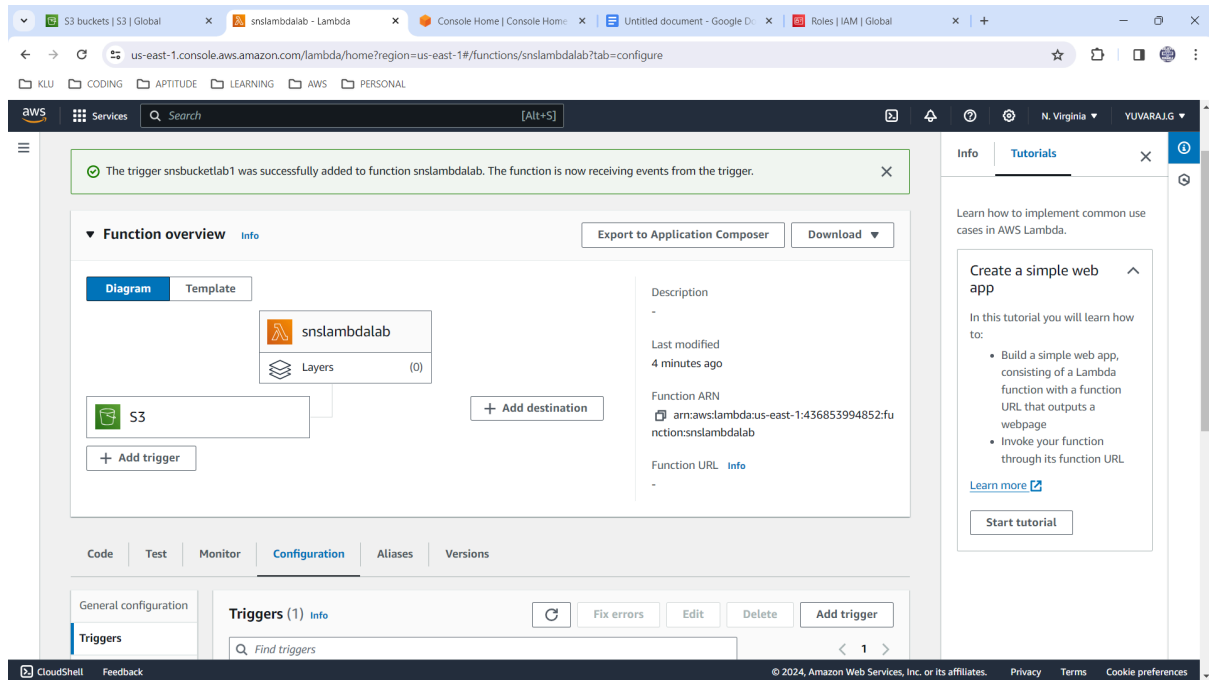 S3 buckets | S3 | Global
snslambdalab - Lambda
Console Home | Console Home
Untitled document - Google Do
Roles | IAM | Global
us-east-1.console.aws.amazon.com/lambda/home?region=us-east-1#/functions/snslambdalab?tab=configure
KLU CODING APTITUDE LEARNING AWS PERSONAL
aws Services Search [Alt+S] N. Virginia ▼ YUVARAJ.G ▼
The trigger snsbucketlab1 was successfully added to function snslambdalab. The function is now receiving events from the trigger.
Function overview Info
Export to Application Composer
Download
Diagram Template
snslambdalab
Layers (0)
S3
+ Add trigger
+ Add destination
Description
-
Last modified
4 minutes ago
Function ARN
arn:aws:lambda:us-east-1:436853994852:fu
nction:snslambdalab
Function URL Info
-
Code Test Monitor Configuration Aliases Versions
General configuration
Triggers
Triggers (1) Info
Fix errors Edit Delete Add trigger
Find triggers
1
Info Tutorials
Learn how to implement common use
cases in AWS Lambda.
Create a simple web
app
In this tutorial you will learn how
to:
• Build a simple web app,
consisting of a Lambda
function with a function
URL that outputs a
webpage
• Invoke your function
through its function URL
Learn more
Start tutorial
CloudShell Feedback © 2024, Amazon Web Services, Inc. or its affiliates. Privacy Terms Cookie preferences